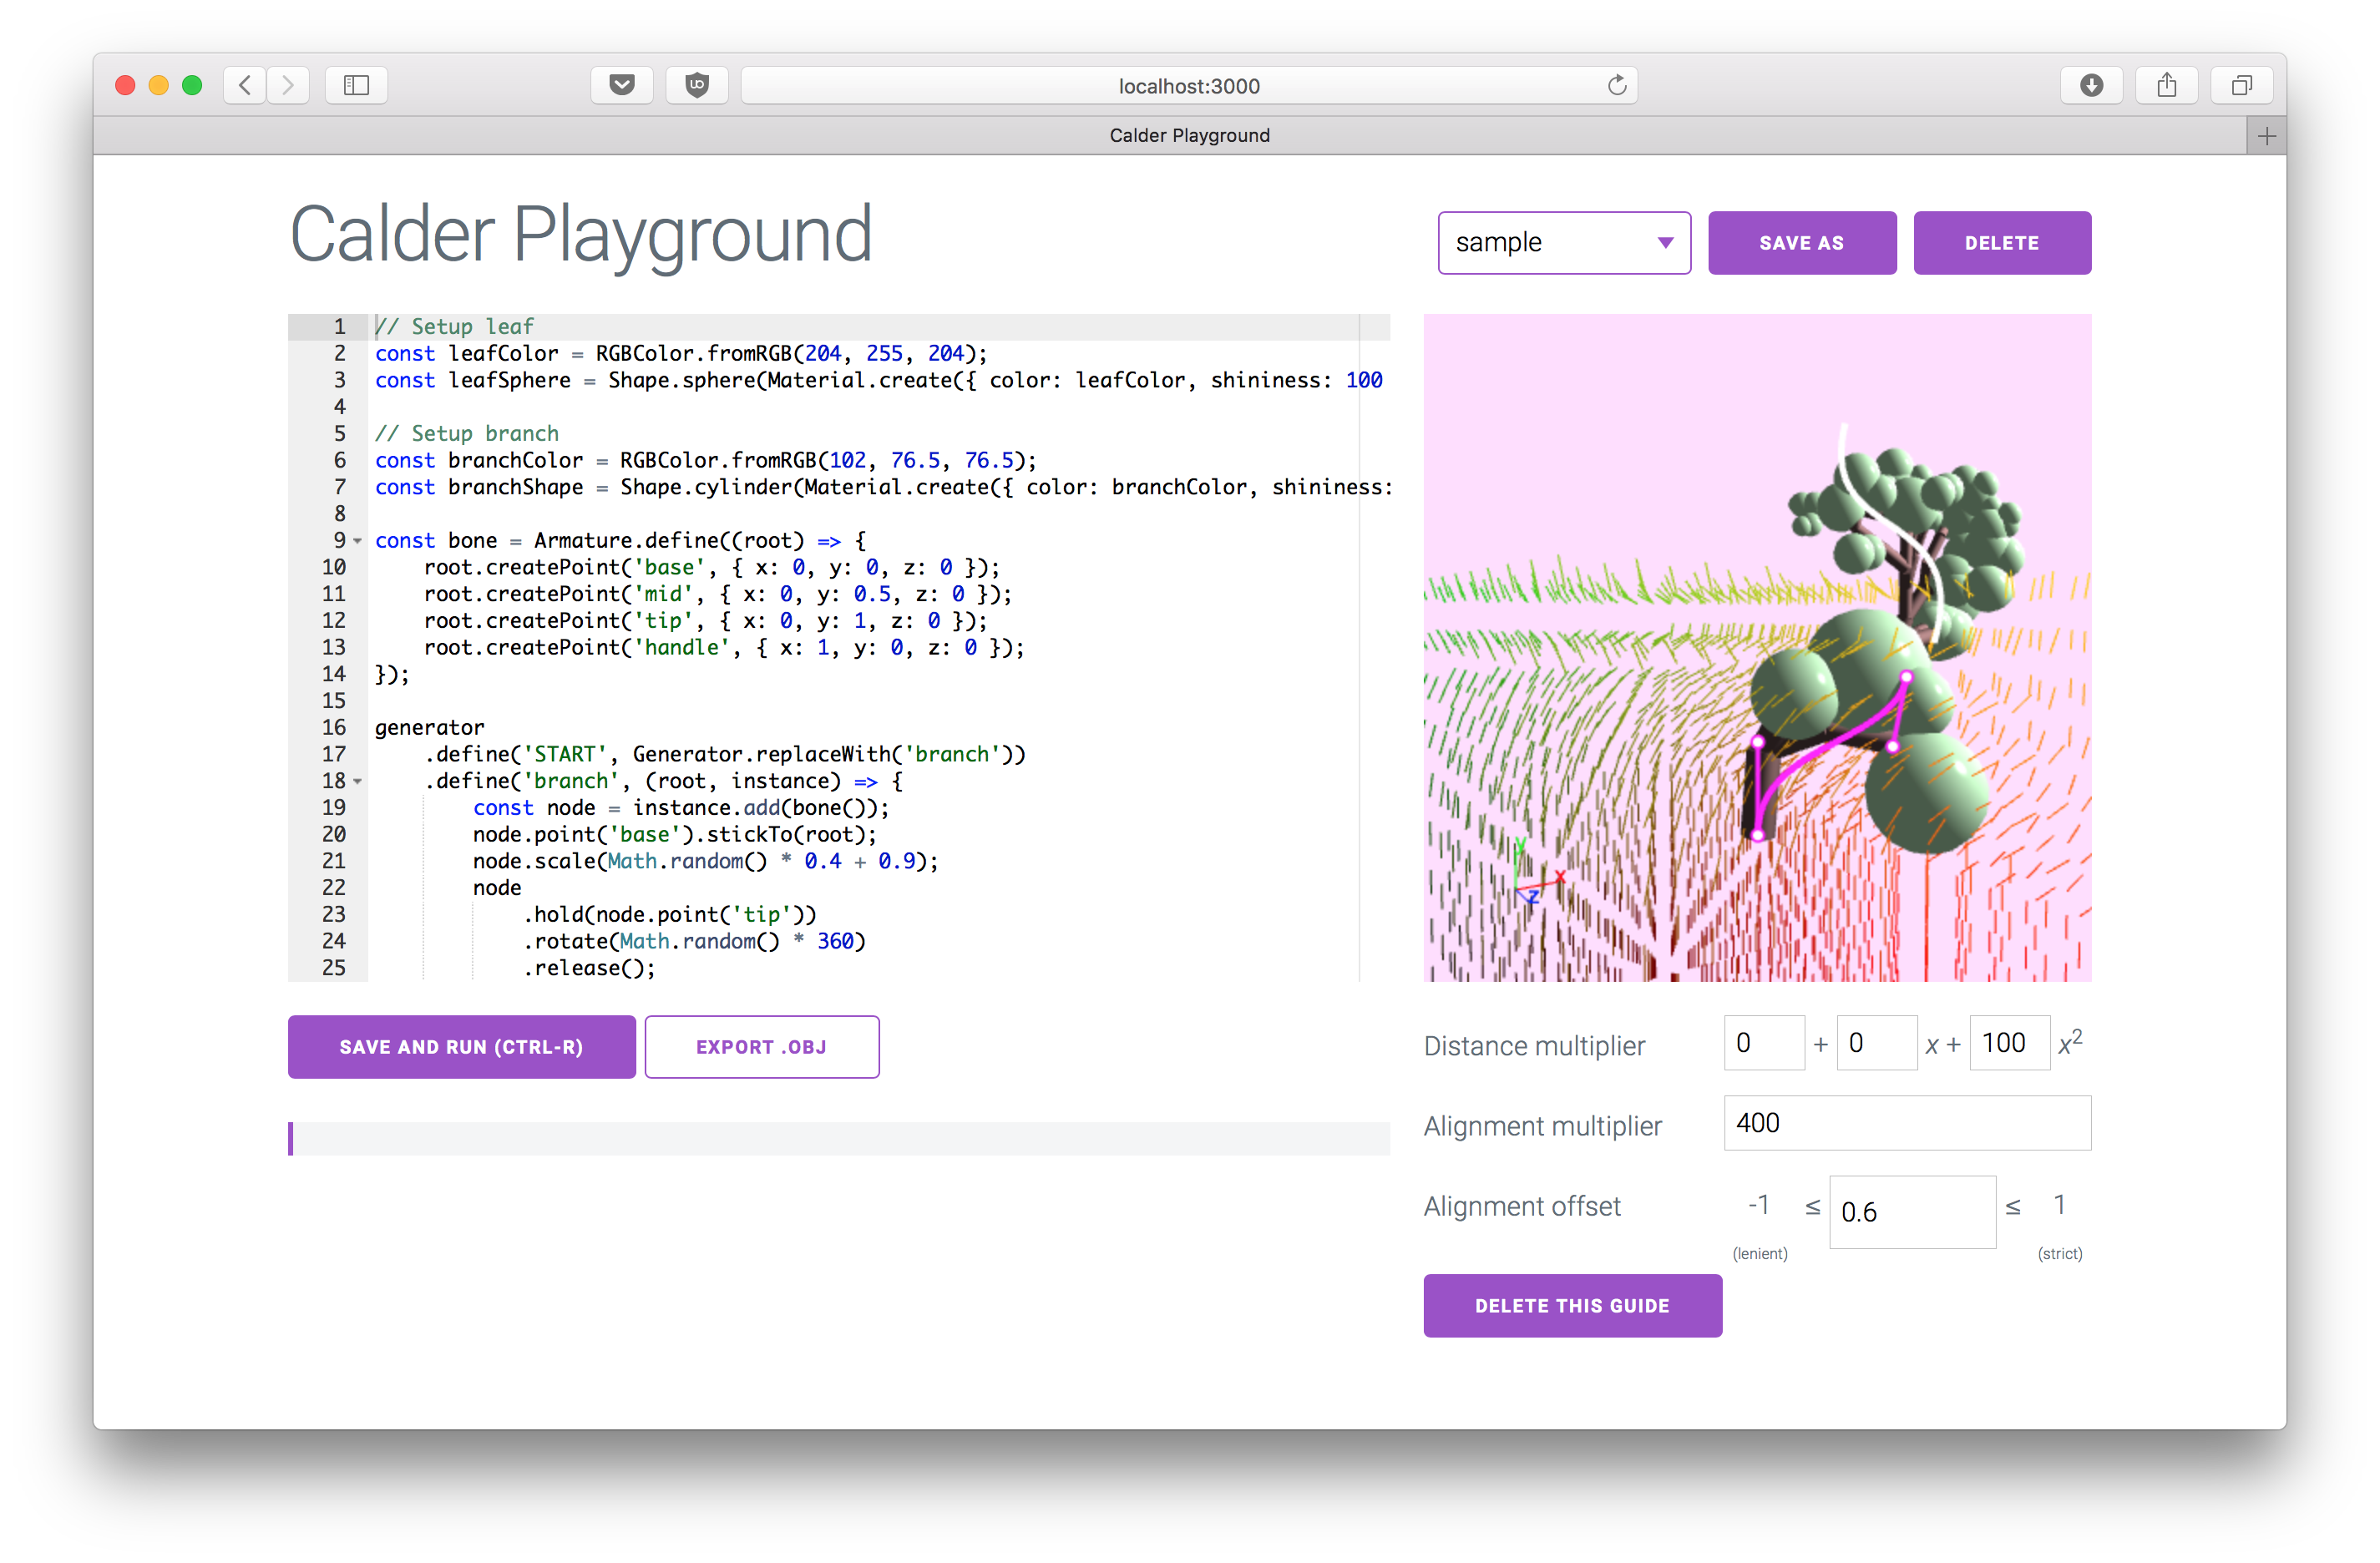 localhost:3000
Calder Playground
Calder Playground
sample
SAVE AS
DELETE
1 // Setup leaf
2 const leafColor = RGBColor.fromRGB(204, 255, 204);
3 const leafSphere = Shape.sphere(Material.create({ color: leafColor, shininess: 100
4
5 // Setup branch
6 const branchColor = RGBColor.fromRGB(102, 76.5, 76.5);
7 const branchShape = Shape.cylinder(Material.create({ color: branchColor, shininess:
8
9 const bone = Armature.define((root) => {
10     root.createPoint('base', { x: 0, y: 0, z: 0 });
11     root.createPoint('mid', { x: 0, y: 0.5, z: 0 });
12     root.createPoint('tip', { x: 0, y: 1, z: 0 });
13     root.createPoint('handle', { x: 1, y: 0, z: 0 });
14 });
15
16 generator
17     .define('START', Generator.replaceWith('branch'))
18     .define('branch', (root, instance) => {
19         const node = instance.add(bone());
20         node.point('base').stickTo(root);
21         node.scale(Math.random() * 0.4 + 0.9);
22         node
23             .hold(node.point('tip'))
24             .rotate(Math.random() * 360)
25             .release();
y
x
z
SAVE AND RUN (CTRL-R)
EXPORT .OBJ
Distance multiplier 0 + 0 x + 100 x²
Alignment multiplier 400
Alignment offset -1 ≤ 0.6 ≤ 1
(lenient) (strict)
DELETE THIS GUIDE